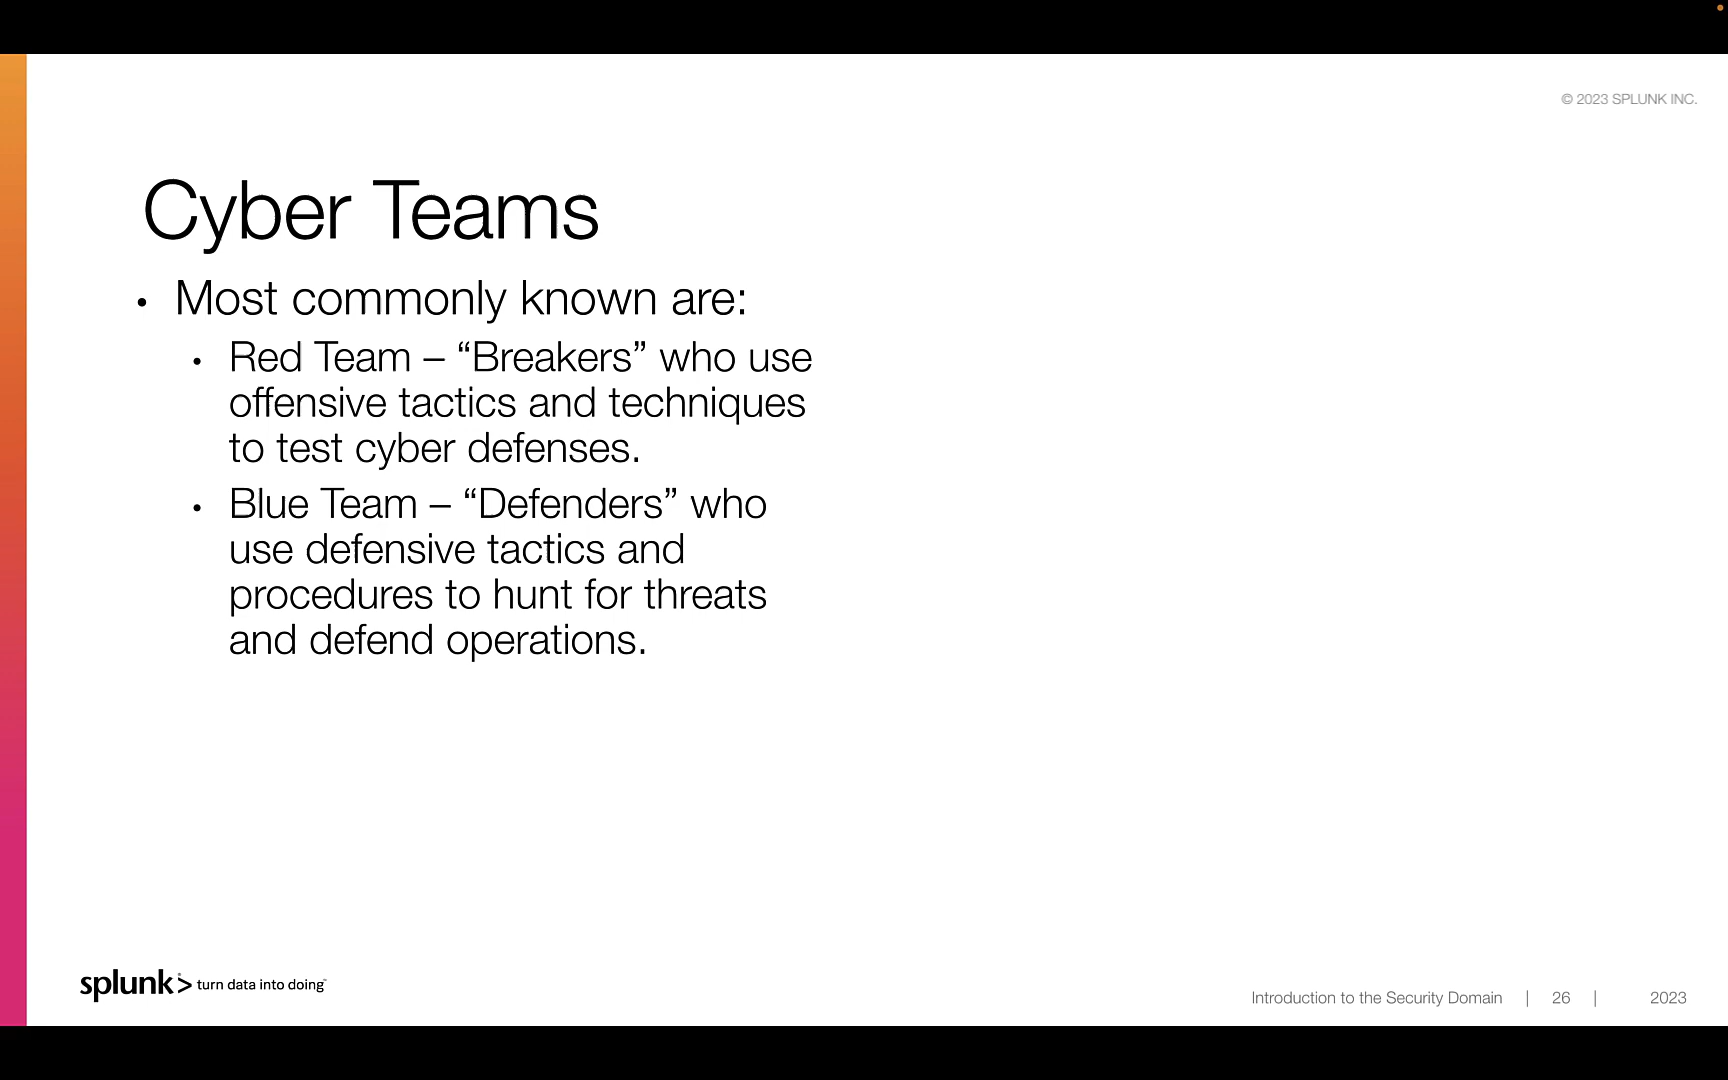 © 2023 SPLUNK INC.
Cyber Teams
• Most commonly known are:
• Red Team – “Breakers” who use
offensive tactics and techniques
to test cyber defenses.
• Blue Team – “Defenders” who
use defensive tactics and
procedures to hunt for threats
and defend operations.
splunk> turn data into doing™
Introduction to the Security Domain | 26 | 2023